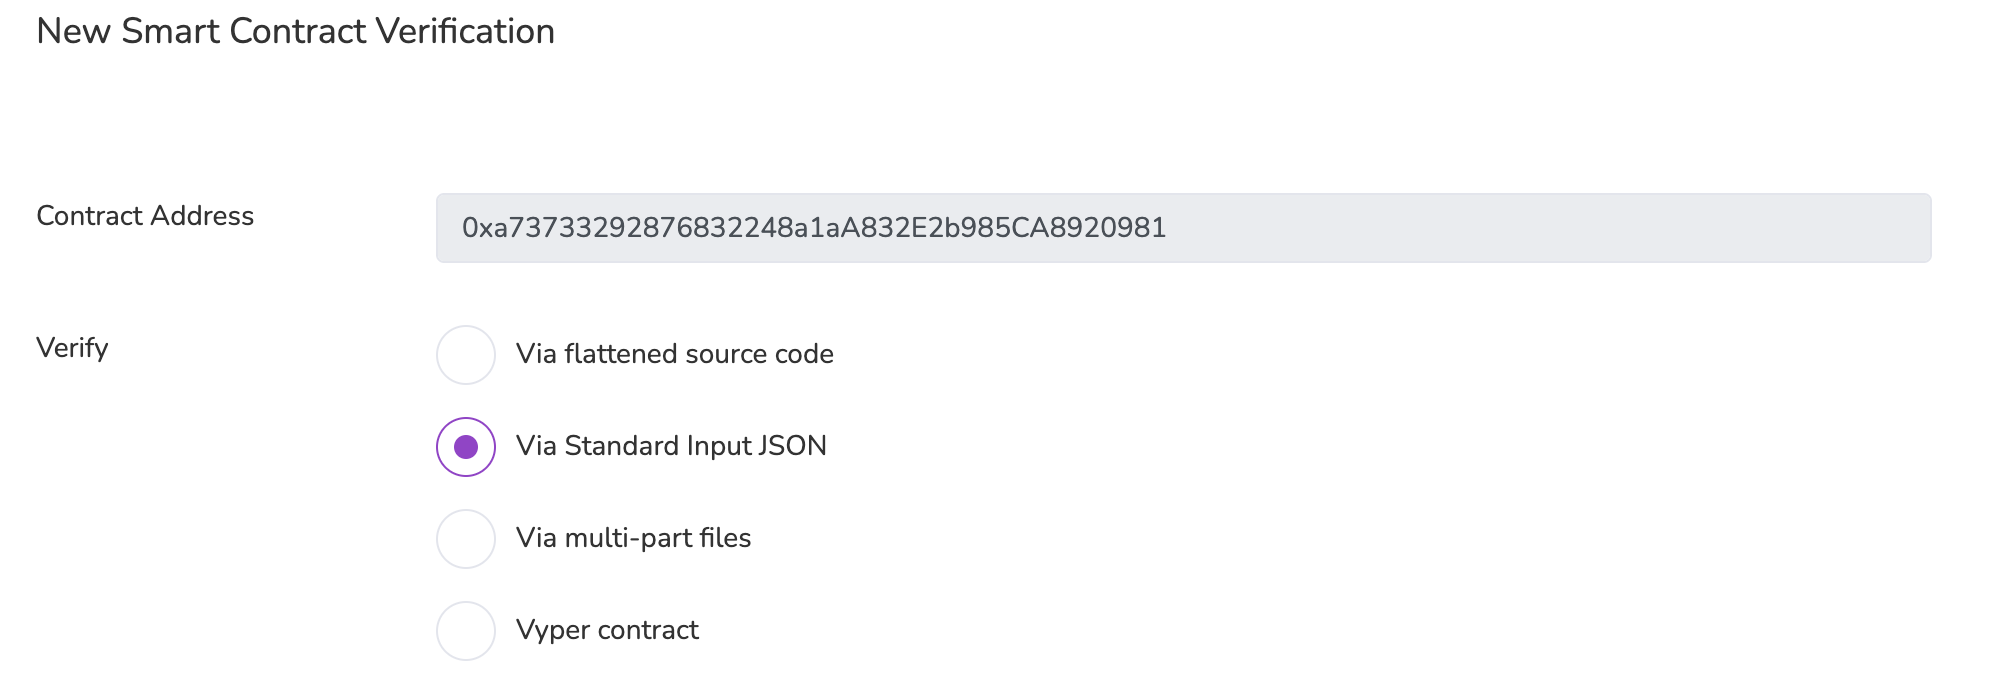 New Smart Contract Verification
Contract Address
0xa73733292876832248a1aA832E2b985CA8920981
Verify
Via flattened source code
Via Standard Input JSON
Via multi-part files
Vyper contract